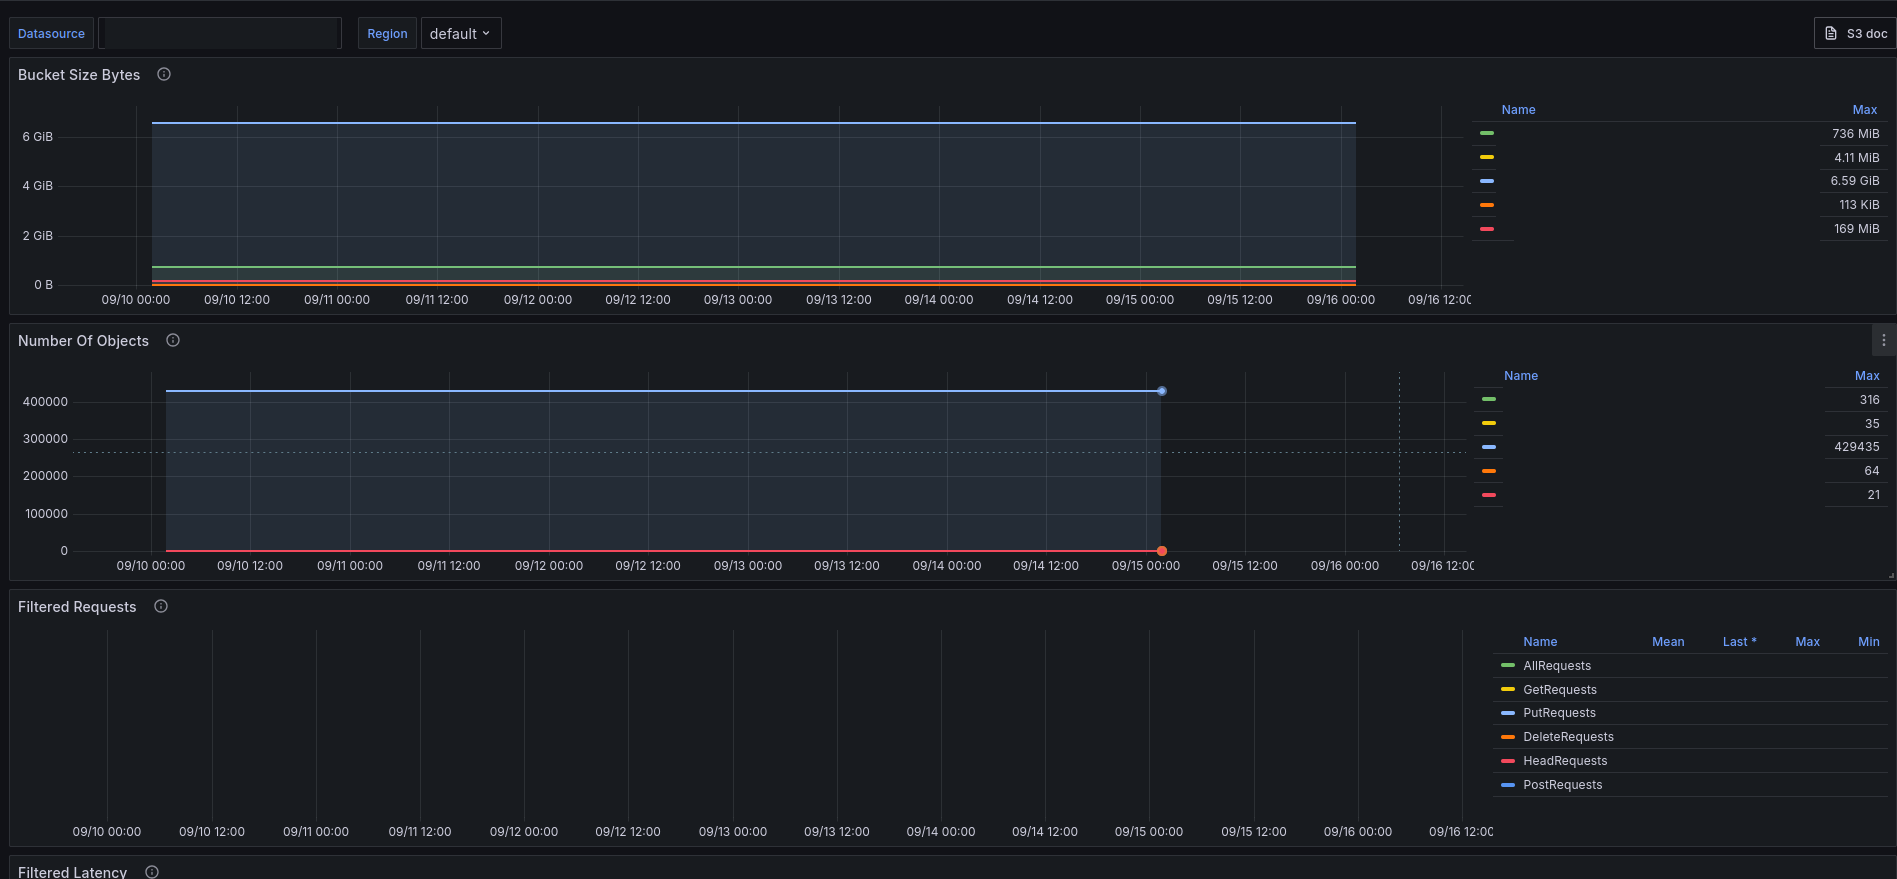 Datasource Region default S3 doc
Bucket Size Bytes
Name Max
6 GiB
4 GiB
2 GiB
0 B
736 MiB
4.11 MiB
6.59 GiB
113 KiB
169 MiB
09/10 00:00 09/10 12:00 09/11 00:00 09/11 12:00 09/12 00:00 09/12 12:00 09/13 00:00 09/13 12:00 09/14 00:00 09/14 12:00 09/15 00:00 09/15 12:00 09/16 00:00 09/16 12:00
Number Of Objects
Name Max
400000
300000
200000
100000
0
316
35
429435
64
21
09/10 00:00 09/10 12:00 09/11 00:00 09/11 12:00 09/12 00:00 09/12 12:00 09/13 00:00 09/13 12:00 09/14 00:00 09/14 12:00 09/15 00:00 09/15 12:00 09/16 00:00 09/16 12:00
Filtered Requests
Name Mean Last * Max Min
AllRequests
GetRequests
PutRequests
DeleteRequests
HeadRequests
PostRequests
09/10 00:00 09/10 12:00 09/11 00:00 09/11 12:00 09/12 00:00 09/12 12:00 09/13 00:00 09/13 12:00 09/14 00:00 09/14 12:00 09/15 00:00 09/15 12:00 09/16 00:00 09/16 12:00
Filtered Latency